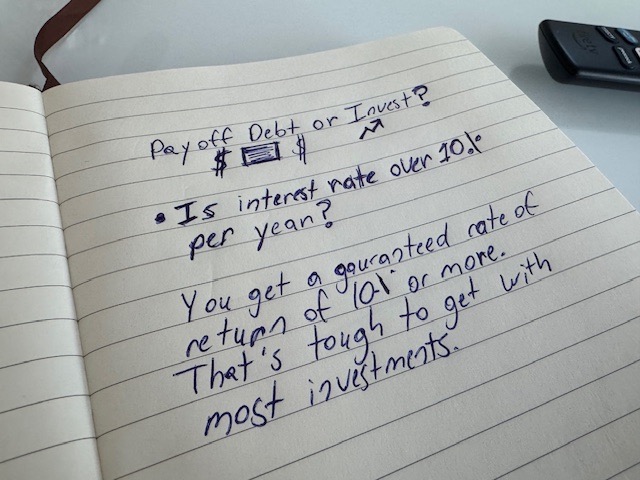 Pay off Debt or Invest?
$ $
• Is interest rate over 10%
per year?
You get a gauranteed rate of
return of 10% or more.
That's tough to get with
most investments.